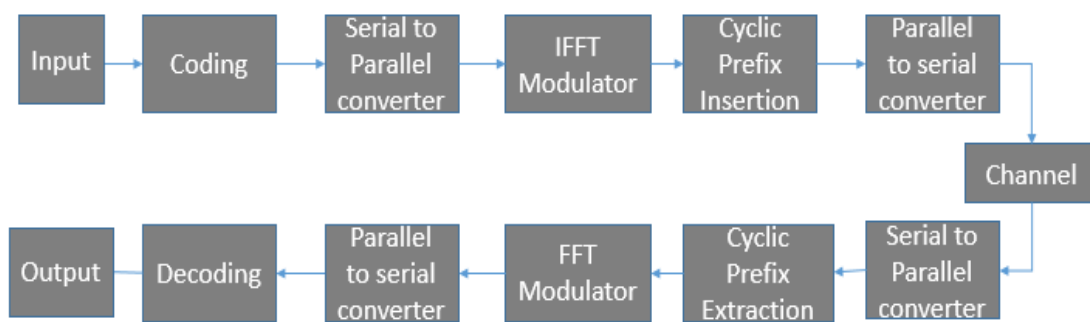 Input
Coding
Serial to
Parallel
converter
IFFT
Modulator
Cyclic
Prefix
Insertion
Parallel
to serial
converter
Channel
Output
Decoding
Parallel
to serial
converter
FFT
Modulator
Cyclic
Prefix
Extraction
Serial to
Parallel
converter